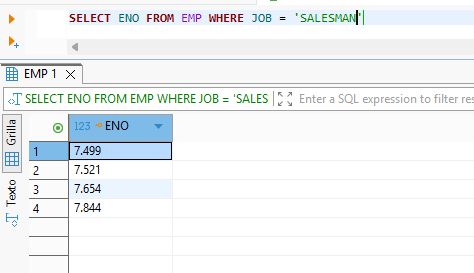 SELECT ENO FROM EMP WHERE JOB = 'SALESMAN'
EMP 1
SELECT ENO FROM EMP WHERE JOB = 'SALES
Enter a SQL expression to filter res
Grilla
Texto
123 ENO
1 7.499
2 7.521
3 7.654
4 7.844